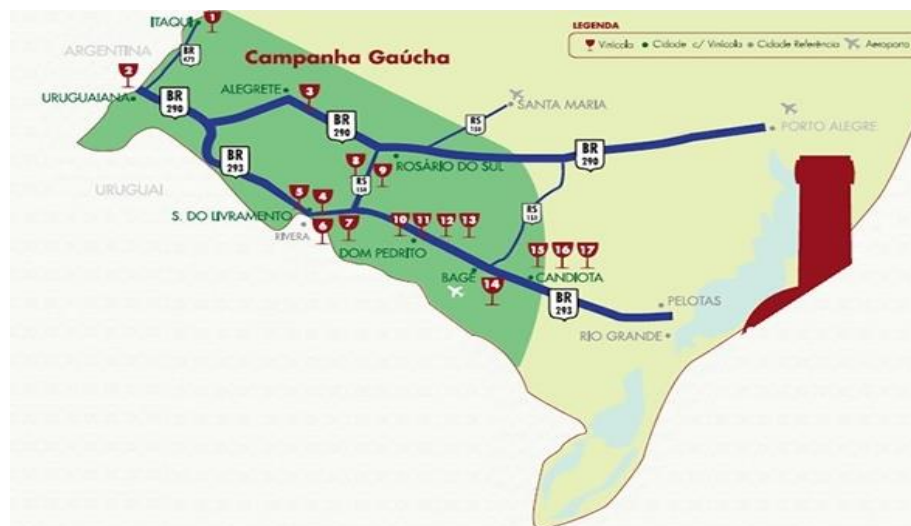 LEGENDA
Vinícola • Cidade c/ Vinícola • Cidade Referência Aeroporto
ITAQUI 1
ARGENTINA
BR
472
Campanha Gaúcha
2
URUGUAIANA
BR
290
ALEGRETE 3
BR
290
SANTA MARIA
RS
158
PORTO ALEGRE
BR
290
ROSÁRIO DO SUL
8
9
RS
158
BR
293
URUGUAI
5 4
S. DO LIVRAMENTO
RIVERA
6 7
10 11 12 13
DOM PEDRITO
RS
153
BAGÉ
14
15 16 17
CANDIOTA
BR
293
PELOTAS
RIO GRANDE